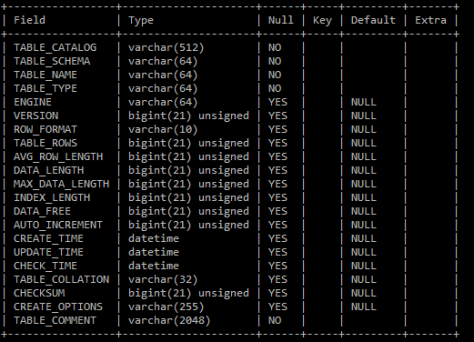 +-----------------+---------------------+------+-----+---------+-------+
| Field           | Type                | Null | Key | Default | Extra |
+-----------------+---------------------+------+-----+---------+-------+
| TABLE_CATALOG   | varchar(512)        | NO   |     |         |       |
| TABLE_SCHEMA    | varchar(64)         | NO   |     |         |       |
| TABLE_NAME      | varchar(64)         | NO   |     |         |       |
| TABLE_TYPE      | varchar(64)         | NO   |     |         |       |
| ENGINE          | varchar(64)         | YES  |     | NULL    |       |
| VERSION         | bigint(21) unsigned | YES  |     | NULL    |       |
| ROW_FORMAT      | varchar(10)         | YES  |     | NULL    |       |
| TABLE_ROWS      | bigint(21) unsigned | YES  |     | NULL    |       |
| AVG_ROW_LENGTH  | bigint(21) unsigned | YES  |     | NULL    |       |
| DATA_LENGTH     | bigint(21) unsigned | YES  |     | NULL    |       |
| MAX_DATA_LENGTH | bigint(21) unsigned | YES  |     | NULL    |       |
| INDEX_LENGTH    | bigint(21) unsigned | YES  |     | NULL    |       |
| DATA_FREE       | bigint(21) unsigned | YES  |     | NULL    |       |
| AUTO_INCREMENT  | bigint(21) unsigned | YES  |     | NULL    |       |
| CREATE_TIME     | datetime            | YES  |     | NULL    |       |
| UPDATE_TIME     | datetime            | YES  |     | NULL    |       |
| CHECK_TIME      | datetime            | YES  |     | NULL    |       |
| TABLE_COLLATION | varchar(32)         | YES  |     | NULL    |       |
| CHECKSUM        | bigint(21) unsigned | YES  |     | NULL    |       |
| CREATE_OPTIONS  | varchar(255)        | YES  |     | NULL    |       |
| TABLE_COMMENT   | varchar(2048)       | NO   |     |         |       |
+-----------------+---------------------+------+-----+---------+-------+